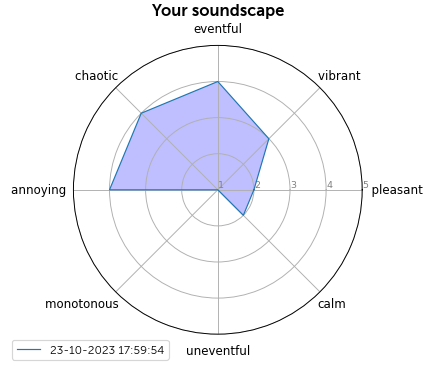 Your soundscape
eventful
chaotic
vibrant
annoying
1 2 3 4 5
pleasant
monotonous
calm
uneventful
23-10-2023 17:59:54